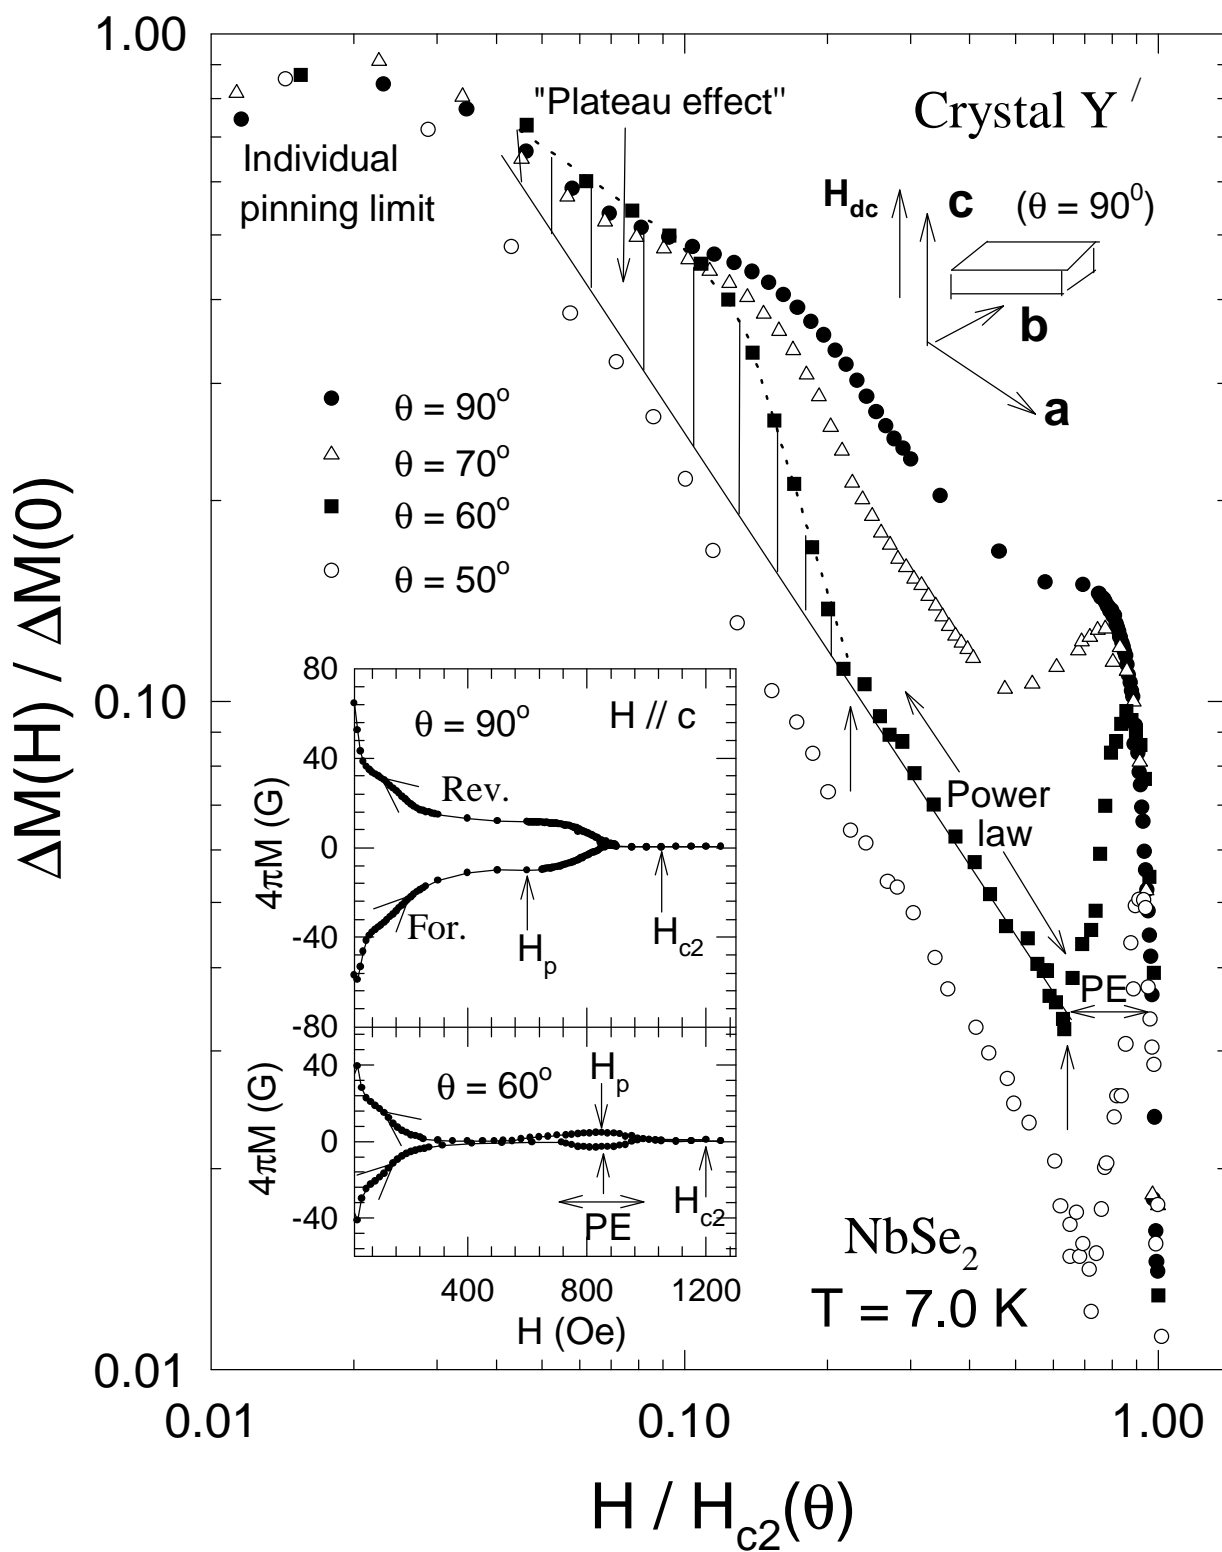 1.00
"Plateau effect"
Crystal Y /
Individual
pinning limit
H_dc
c (θ = 90⁰)
b
a
θ = 90°
θ = 70°
θ = 60°
θ = 50°
ΔM(H) / ΔM(0)
0.10
Power
law
PE
80
40
0
-40
-80
4πM (G)
θ = 90°
H // c
Rev.
For.
H_p
H_c2
40
0
-40
4πM (G)
θ = 60°
H_p
PE
H_c2
400 800 1200
H (Oe)
NbSe₂
T = 7.0 K
0.01
0.01 0.10 1.00
H / H_c2(θ)